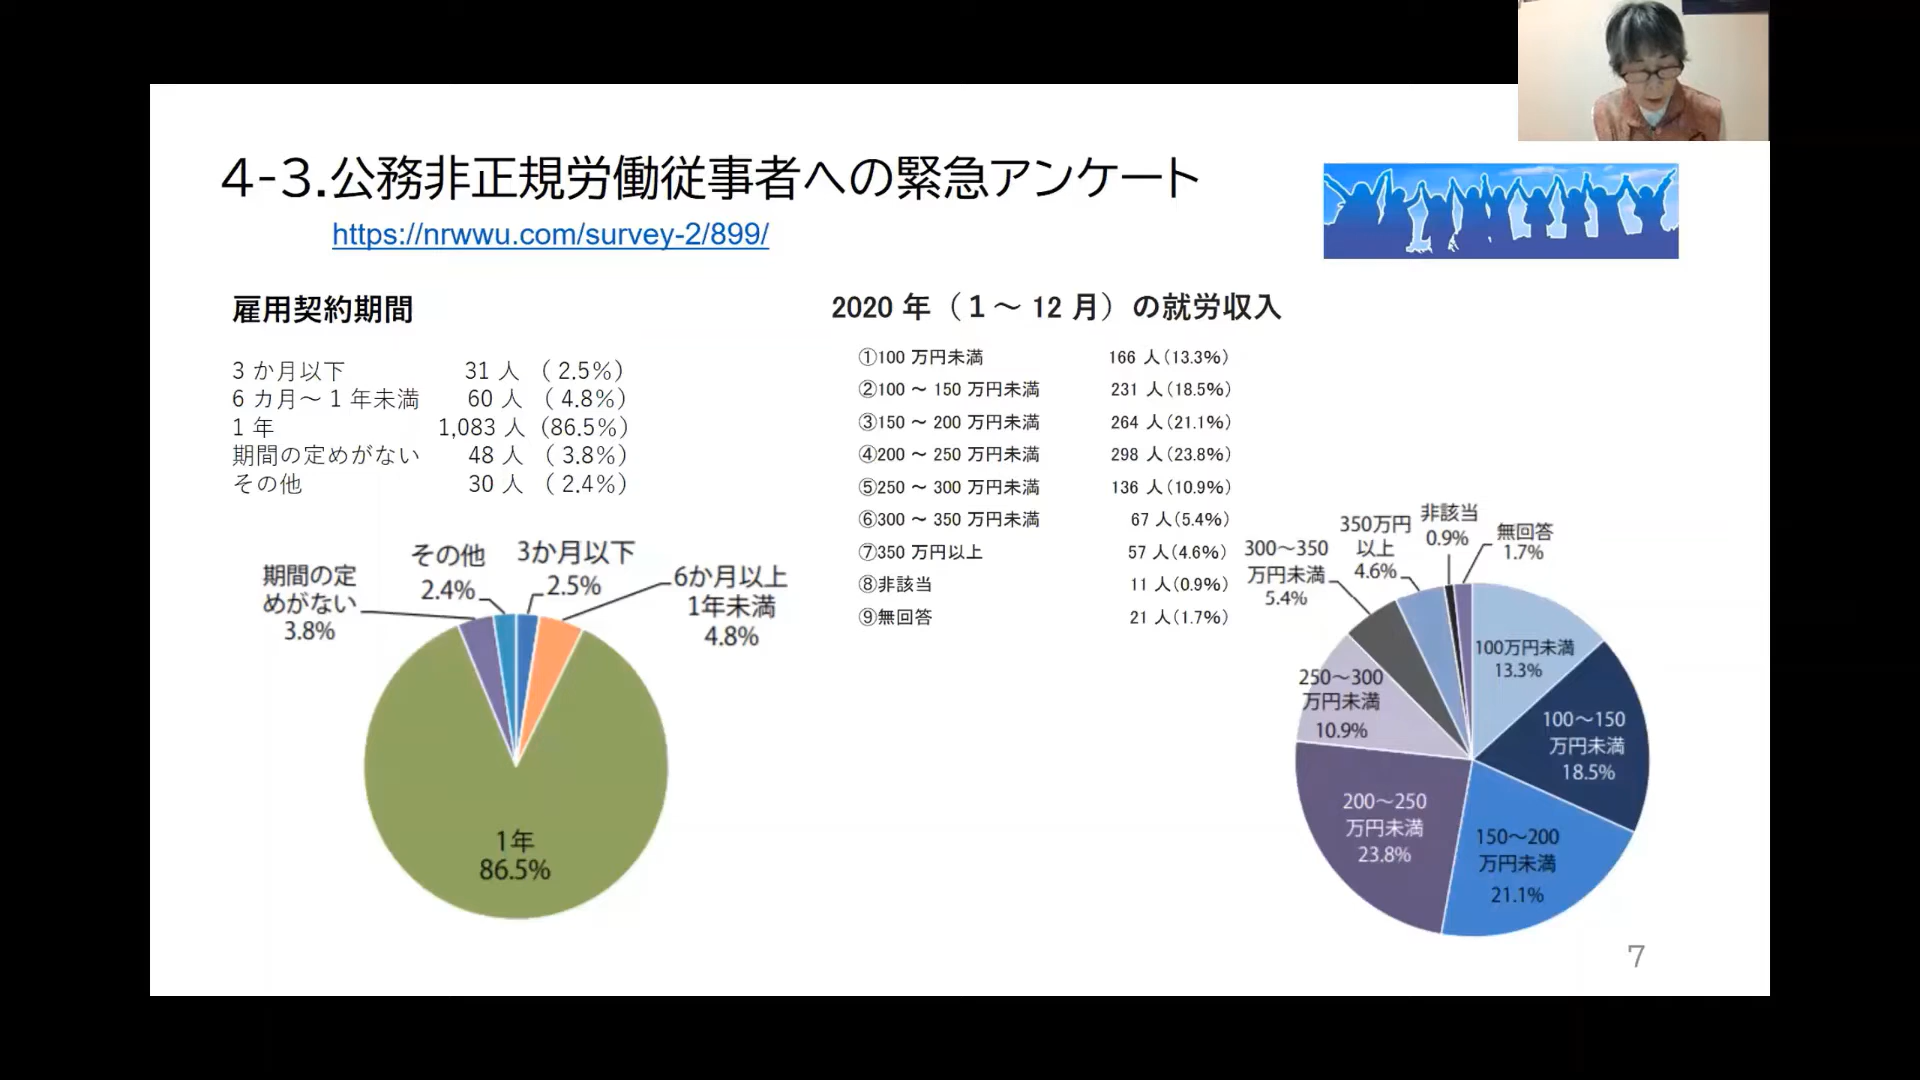 4-3.公務非正規労働従事者への緊急アンケート
https://nrwwu.com/survey-2/899/
雇用契約期間
3 か月以下 31 人 ( 2.5%)
6 カ月～ 1 年未満 60 人 ( 4.8%)
1 年 1,083 人 (86.5%)
期間の定めがない 48 人 ( 3.8%)
その他 30 人 ( 2.4%)
期間の定
めがない
3.8%
その他
2.4%
3か月以下
2.5%
6か月以上
1年未満
4.8%
1年
86.5%
2020 年（１～ 12 月）の就労収入
①100 万円未満 166 人(13.3%)
②100 ～ 150 万円未満 231 人(18.5%)
③150 ～ 200 万円未満 264 人(21.1%)
④200 ～ 250 万円未満 298 人(23.8%)
⑤250 ～ 300 万円未満 136 人(10.9%)
⑥300 ～ 350 万円未満 67 人(5.4%)
⑦350 万円以上 57 人(4.6%)
⑧非該当 11 人(0.9%)
⑨無回答 21 人(1.7%)
300～350
万円未満
5.4%
350万円
以上
4.6%
非該当
0.9%
無回答
1.7%
100万円未満
13.3%
100～150
万円未満
18.5%
150～200
万円未満
21.1%
200～250
万円未満
23.8%
250～300
万円未満
10.9%
7